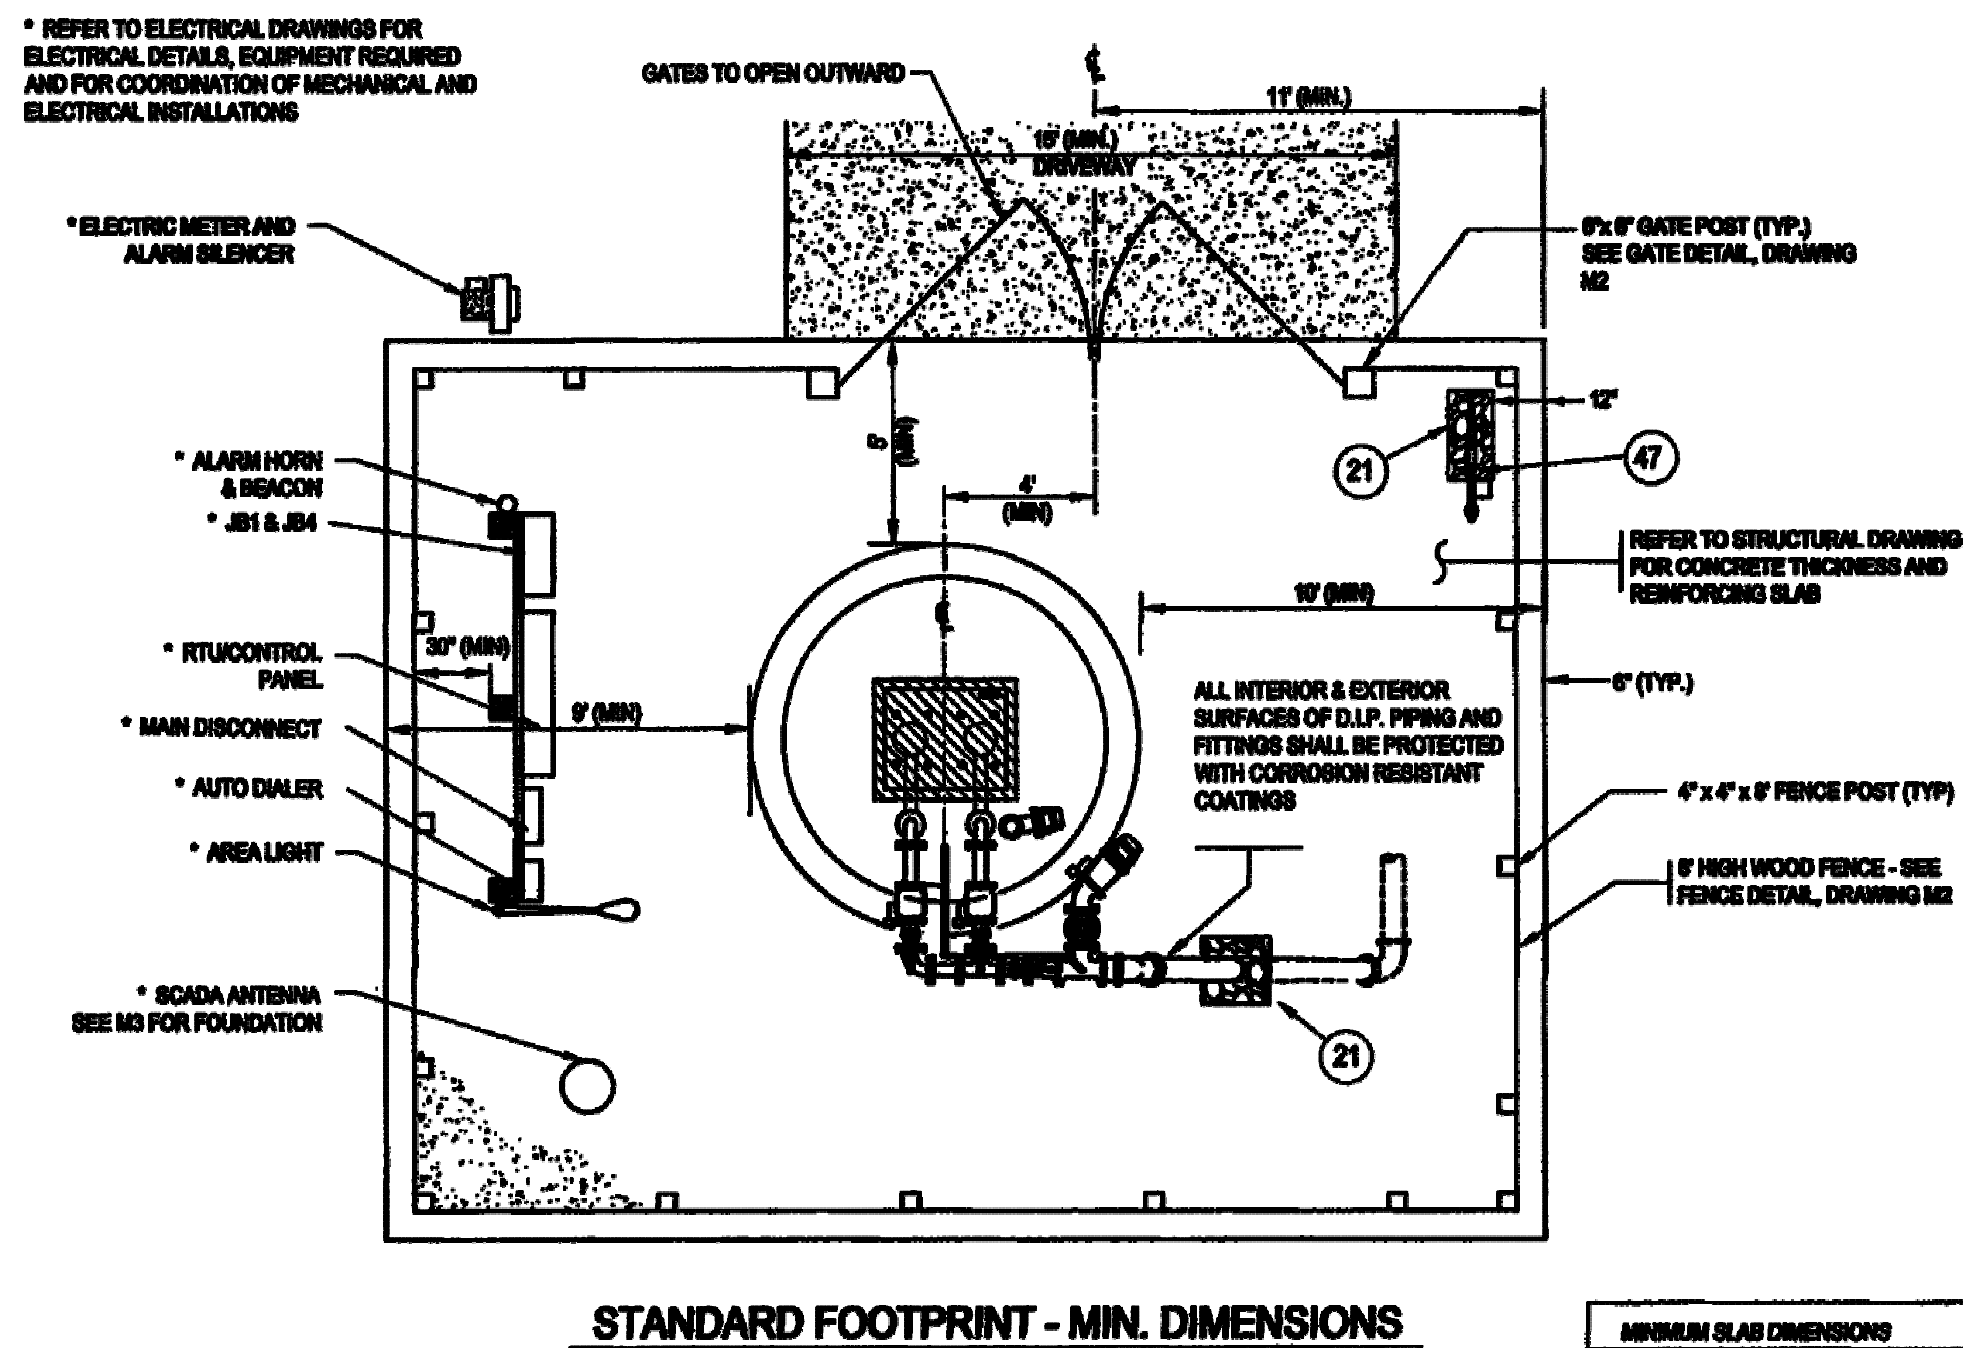 * REFER TO ELECTRICAL DRAWINGS FOR
ELECTRICAL DETAILS, EQUIPMENT REQUIRED
AND FOR COORDINATION OF MECHANICAL AND
ELECTRICAL INSTALLATIONS
GATES TO OPEN OUTWARD
11' (MIN.)
15' (MIN.)
DRIVEWAY
* ELECTRIC METER AND
ALARM SILENCER
6"x 6" GATE POST (TYP.)
SEE GATE DETAIL, DRAWING
M2
12"
(MIN)
21
47
* ALARM HORN
& BEACON
* JB1 & JB4
4'
(MIN)
REFER TO STRUCTURAL DRAWING
FOR CONCRETE THICKNESS AND
REINFORCING SLAB
10' (MIN)
30" (MIN)
* RTU/CONTROL
PANEL
6" (TYP.)
9' (MIN)
* MAIN DISCONNECT
ALL INTERIOR & EXTERIOR
SURFACES OF D.I.P. PIPING AND
FITTINGS SHALL BE PROTECTED
WITH CORROSION RESISTANT
COATINGS
* AUTO DIALER
4" x 4" x 8' FENCE POST (TYP)
* AREA LIGHT
6' HIGH WOOD FENCE - SEE
FENCE DETAIL, DRAWING M2
* SCADA ANTENNA
SEE M3 FOR FOUNDATION
21
STANDARD FOOTPRINT - MIN. DIMENSIONS
MINIMUM SLAB DIMENSIONS